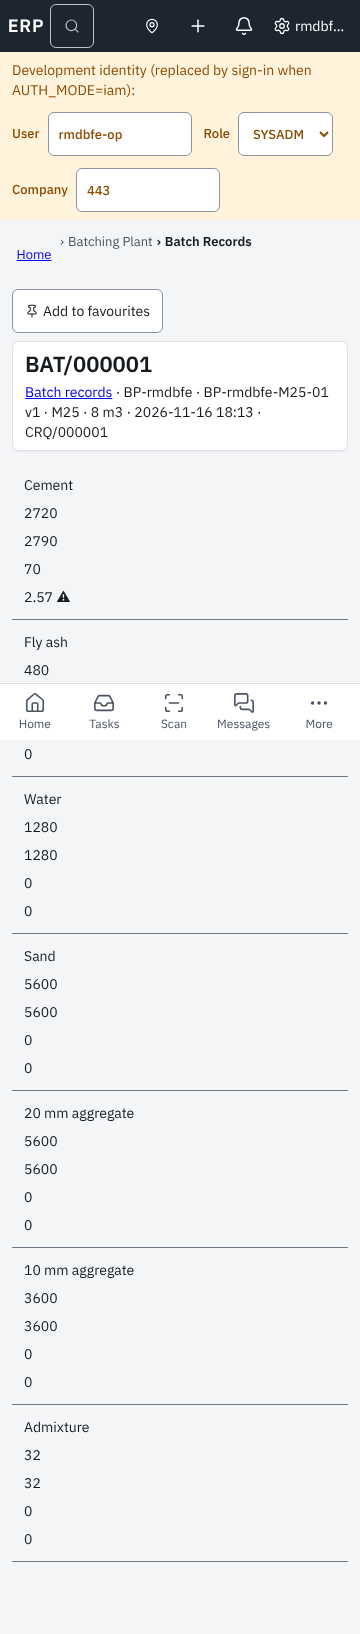 ERP
rmdbf...
Development identity (replaced by sign-in when
AUTH_MODE=iam):
User rmdbfe-op Role SYSADM
Company 443
Home › Batching Plant › Batch Records
Add to favourites
BAT/000001
Batch records · BP-rmdbfe · BP-rmdbfe-M25-01
v1 · M25 · 8 m3 · 2026-11-16 18:13 ·
CRQ/000001
Cement
2720
2790
70
2.57 ⚠
Fly ash
480
Home Tasks Scan Messages More
0
Water
1280
1280
0
0
Sand
5600
5600
0
0
20 mm aggregate
5600
5600
0
0
10 mm aggregate
3600
3600
0
0
Admixture
32
32
0
0